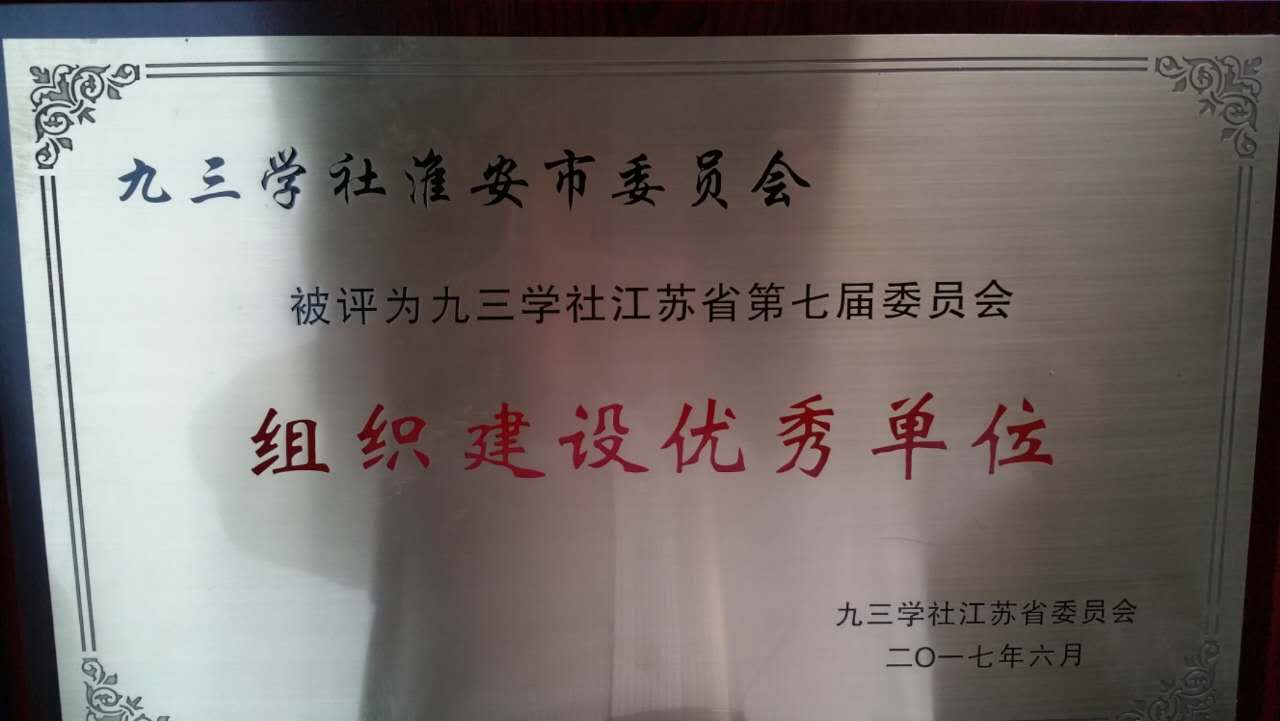 九三学社淮安市委员会
被评为九三学社江苏省第七届委员会
组织建设优秀单位
九三学社江苏省委员会
二〇一七年六月